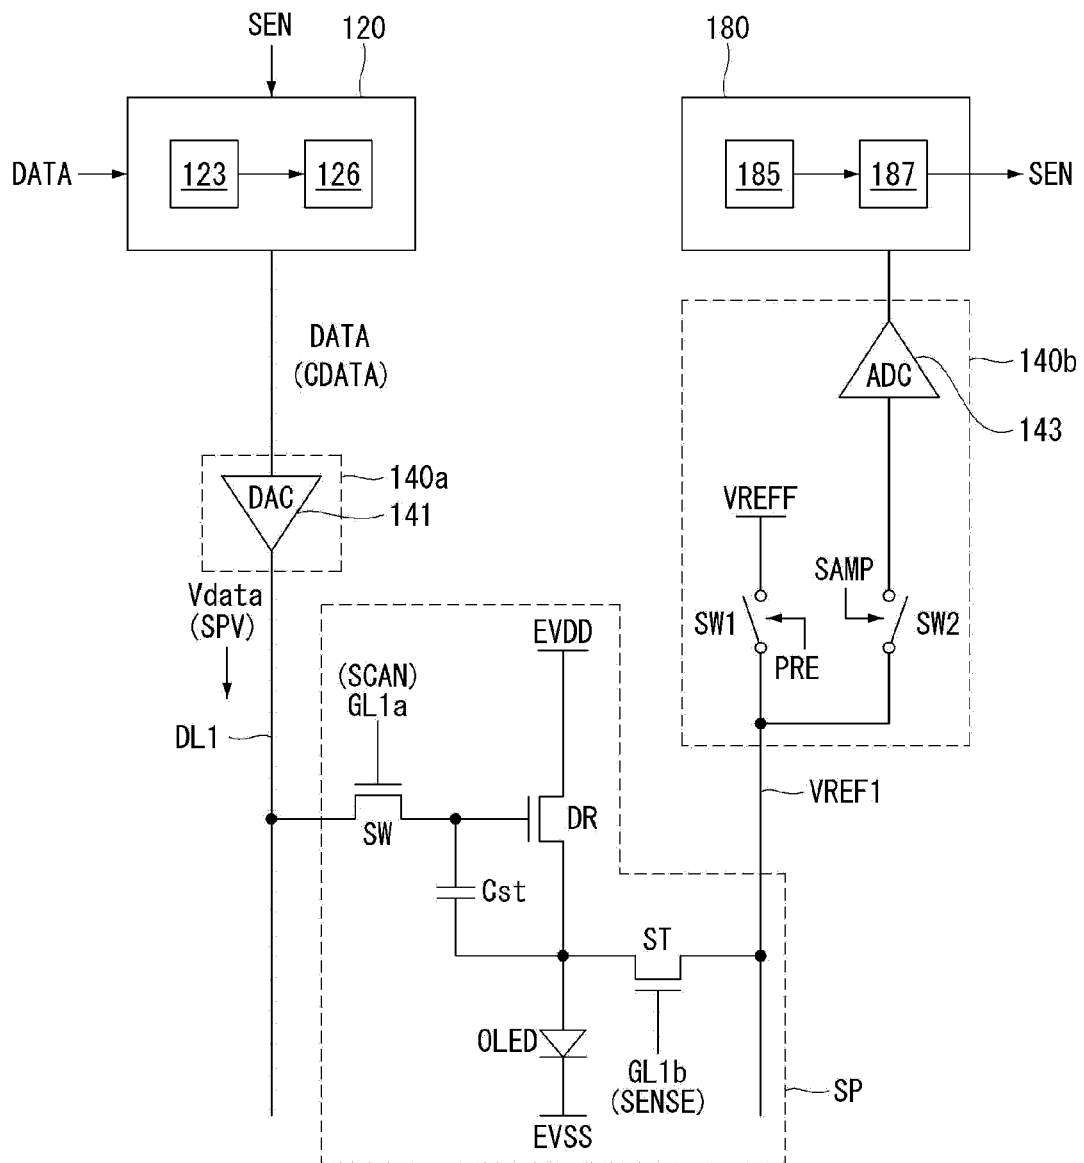 SEN
120
180
DATA
123
126
185
187
SEN
DATA
(CDATA)
ADC
140b
143
140a
DAC
141
VREFF
Vdata
(SPV)
SAMP
SW1
SW2
PRE
EVDD
(SCAN)
GL1a
DL1
VREF1
SW
DR
Cst
ST
OLED
GL1b
(SENSE)
SP
EVSS